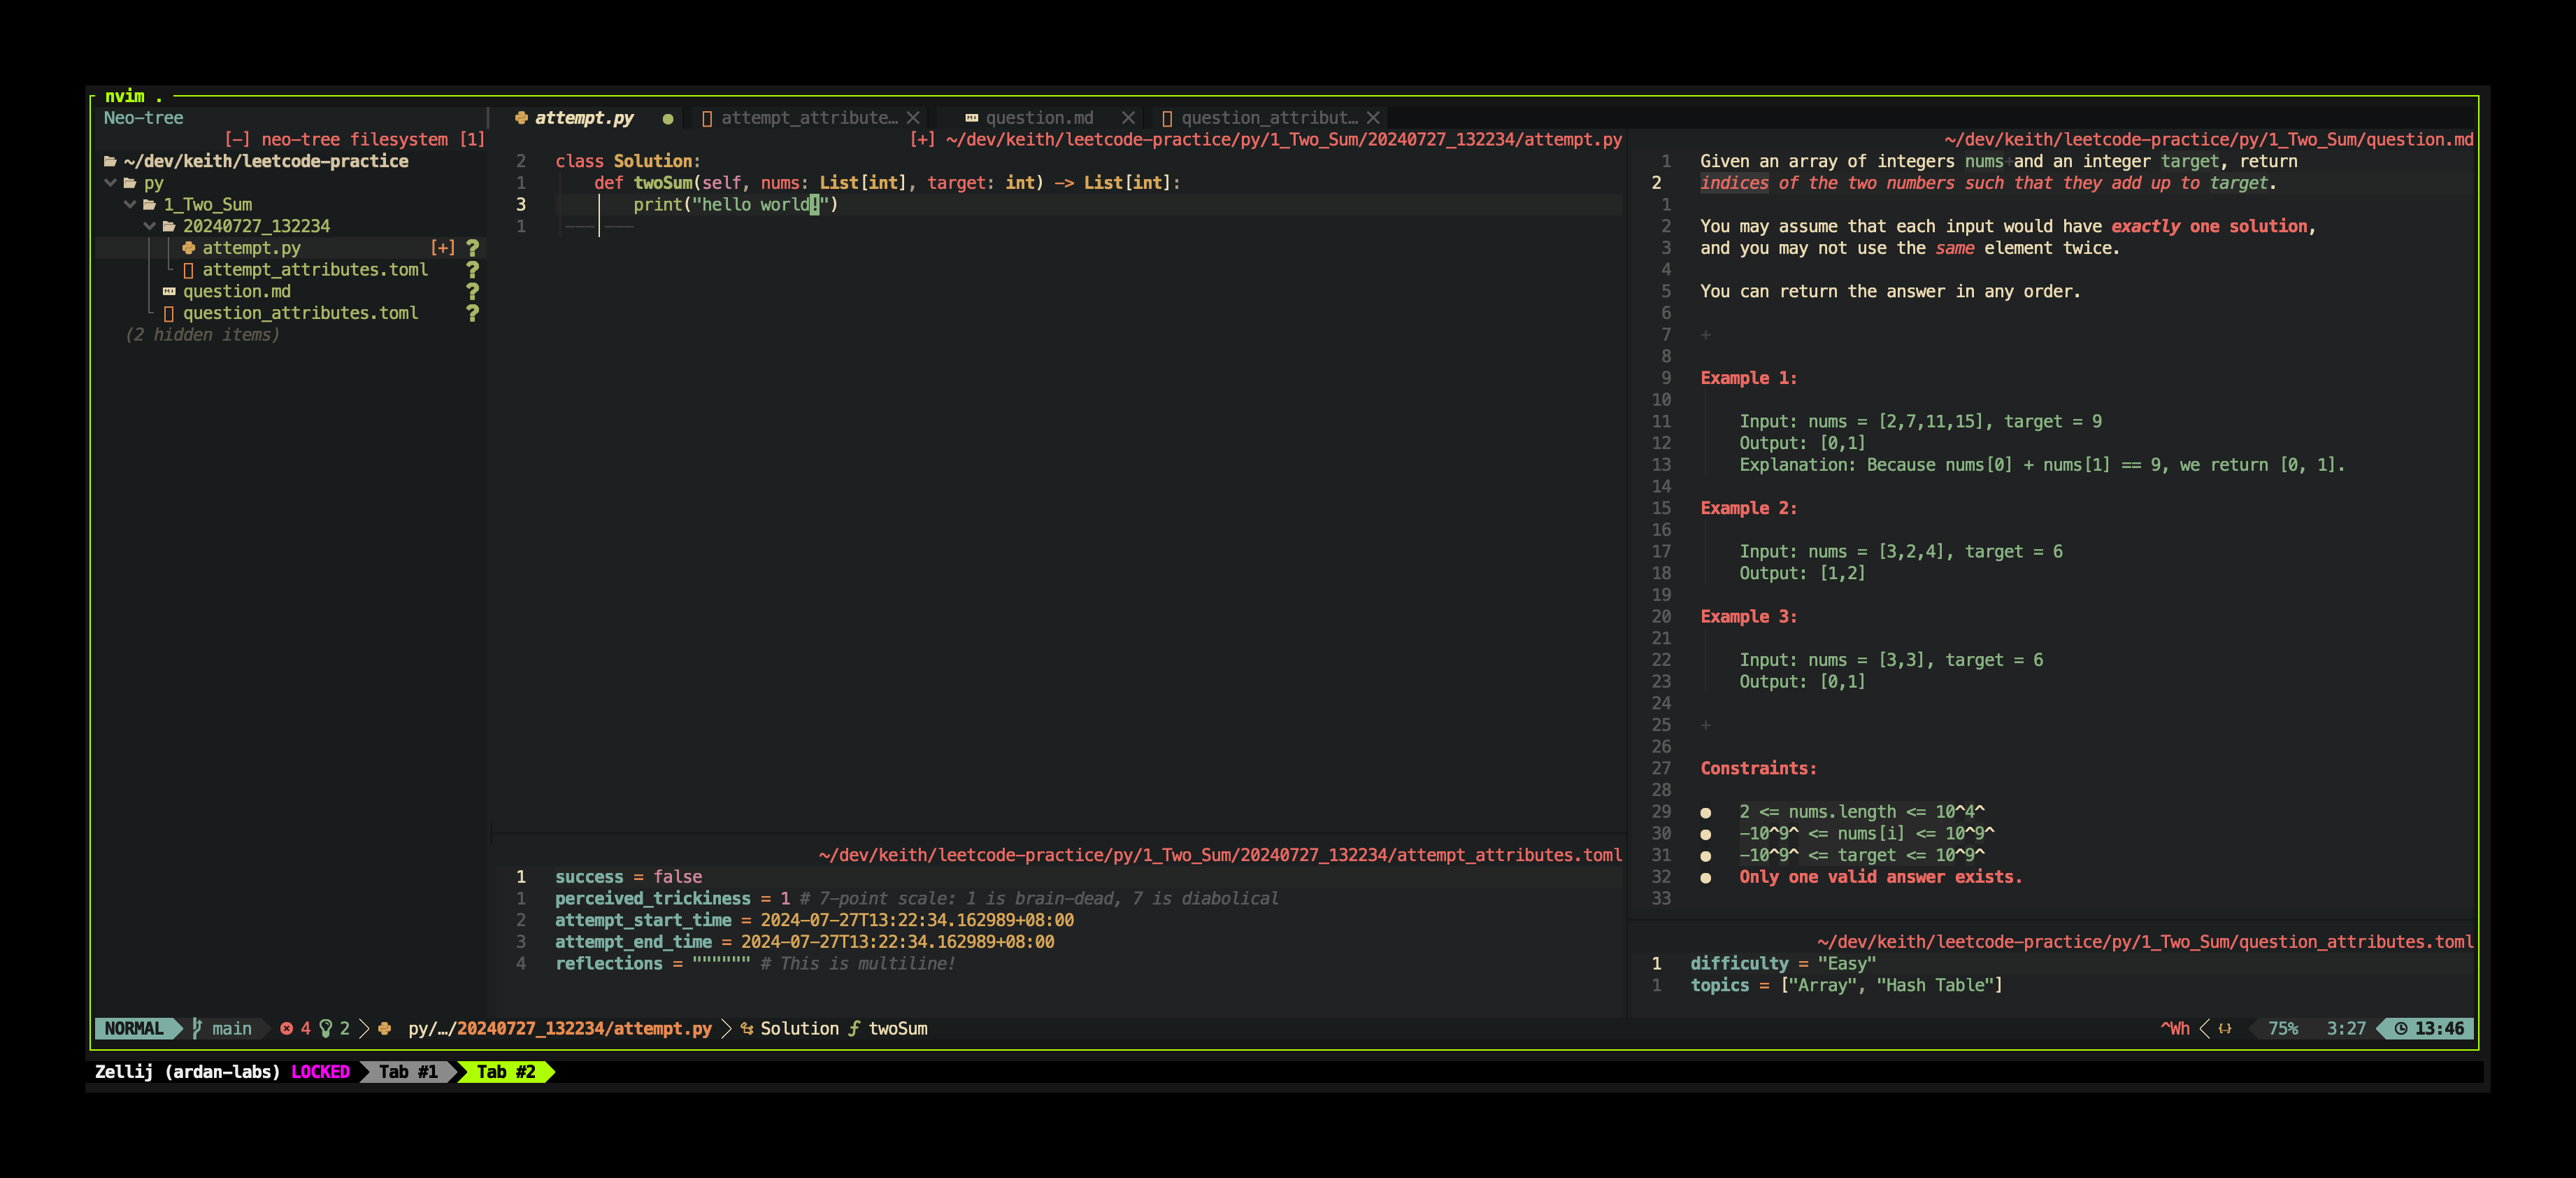 nvim .
Neo-tree
[-] neo-tree filesystem [1]
~/dev/keith/leetcode-practice
py
1_Two_Sum
20240727_132234
attempt.py [+] ?
attempt_attributes.toml ?
question.md ?
question_attributes.toml ?
(2 hidden items)
attempt.py ● attempt_attribute… × question.md × question_attribut… ×
[+] ~/dev/keith/leetcode-practice/py/1_Two_Sum/20240727_132234/attempt.py
2 class Solution:
1 def twoSum(self, nums: List[int], target: int) -> List[int]:
3 print("hello world!")
1
~/dev/keith/leetcode-practice/py/1_Two_Sum/20240727_132234/attempt_attributes.toml
1 success = false
1 perceived_trickiness = 1 # 7-point scale: 1 is brain-dead, 7 is diabolical
2 attempt_start_time = 2024-07-27T13:22:34.162989+08:00
3 attempt_end_time = 2024-07-27T13:22:34.162989+08:00
4 reflections = """""" # This is multiline!
~/dev/keith/leetcode-practice/py/1_Two_Sum/question.md
1 Given an array of integers nums+and an integer target, return
2 indices of the two numbers such that they add up to target.
1
2 You may assume that each input would have exactly one solution,
3 and you may not use the same element twice.
4
5 You can return the answer in any order.
6
7 +
8
9 Example 1:
10
11 Input: nums = [2,7,11,15], target = 9
12 Output: [0,1]
13 Explanation: Because nums[0] + nums[1] == 9, we return [0, 1].
14
15 Example 2:
16
17 Input: nums = [3,2,4], target = 6
18 Output: [1,2]
19
20 Example 3:
21
22 Input: nums = [3,3], target = 6
23 Output: [0,1]
24
25 +
26
27 Constraints:
28
29 ● 2 <= nums.length <= 10^4^
30 ● -10^9^ <= nums[i] <= 10^9^
31 ● -10^9^ <= target <= 10^9^
32 ● Only one valid answer exists.
33
~/dev/keith/leetcode-practice/py/1_Two_Sum/question_attributes.toml
1 difficulty = "Easy"
1 topics = ["Array", "Hash Table"]
NORMAL main 4 2 py/…/20240727_132234/attempt.py Solution ƒ twoSum ^Wh {} 75% 3:27 13:46
Zellij (ardan-labs) LOCKED Tab #1 Tab #2